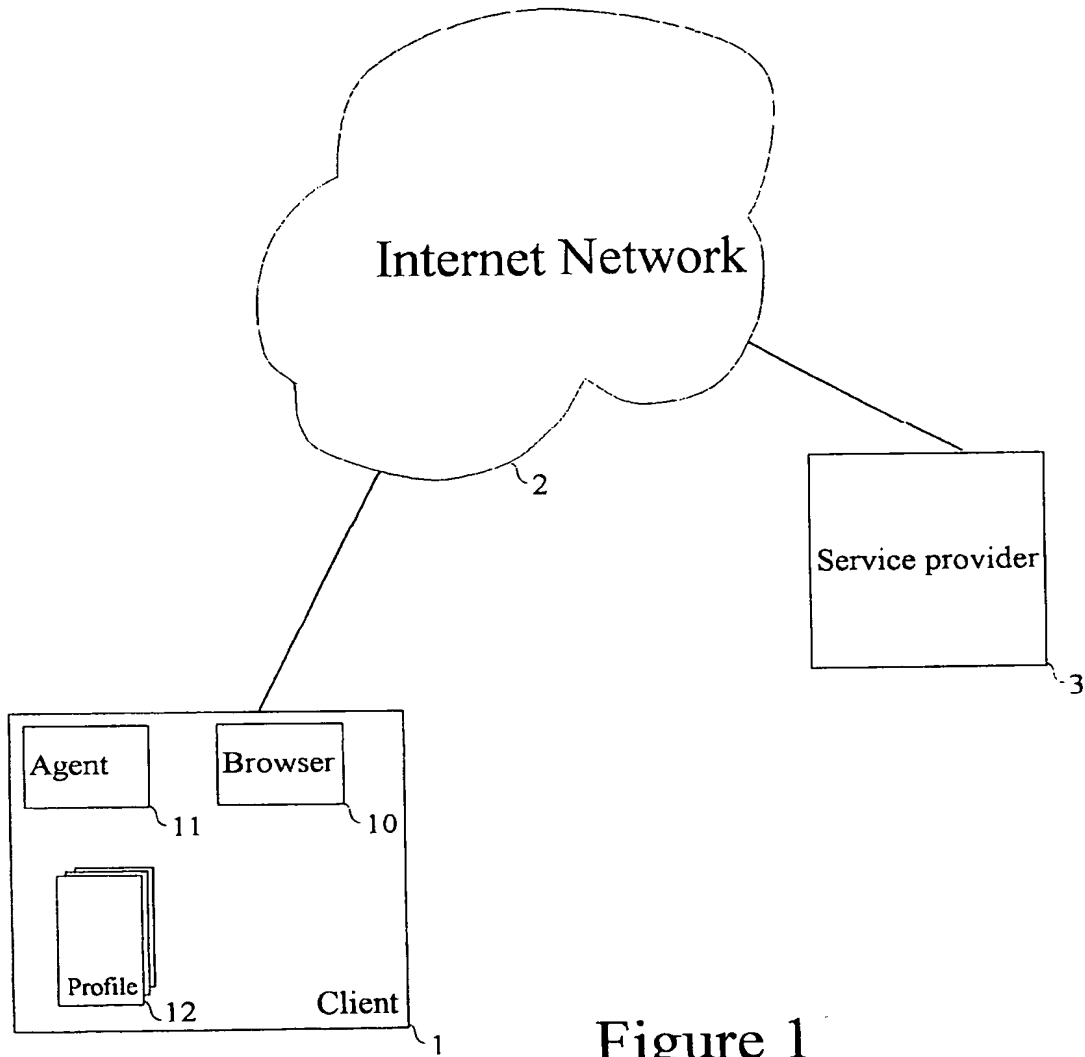 Internet Network
2
Service provider
3
Agent
Browser
11
10
Profile
12
Client
1
Figure 1